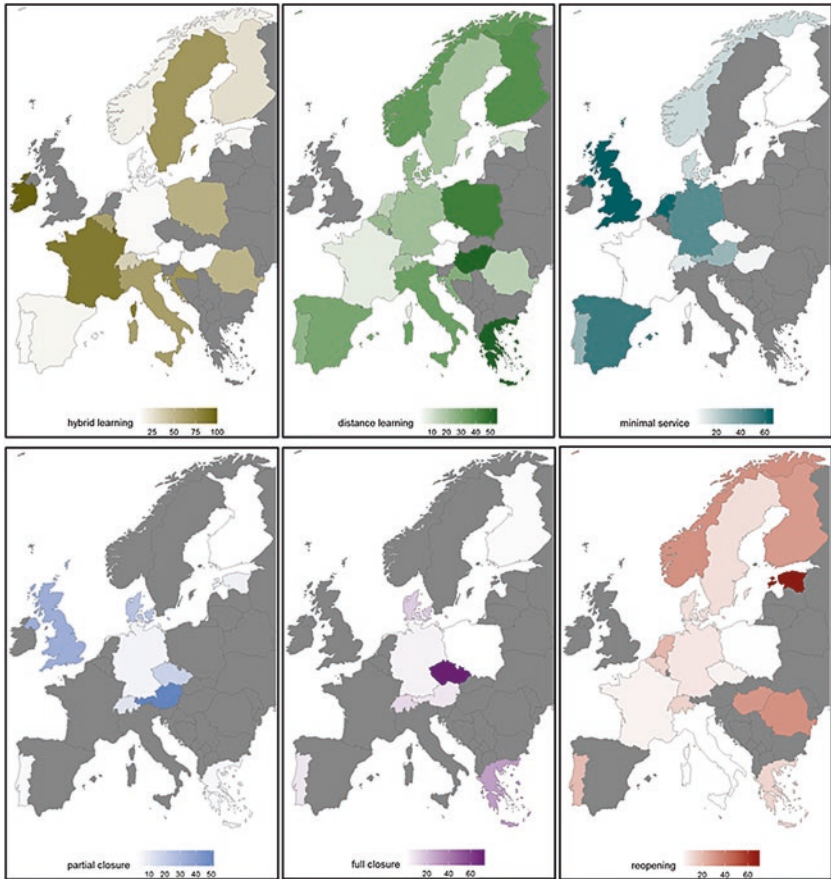 hybrid learning
25 50 75 100
distance learning
10 20 30 40 50
minimal service
20 40 60
partial closure
10 20 30 40 50
full closure
20 40 60
reopening
20 40 60